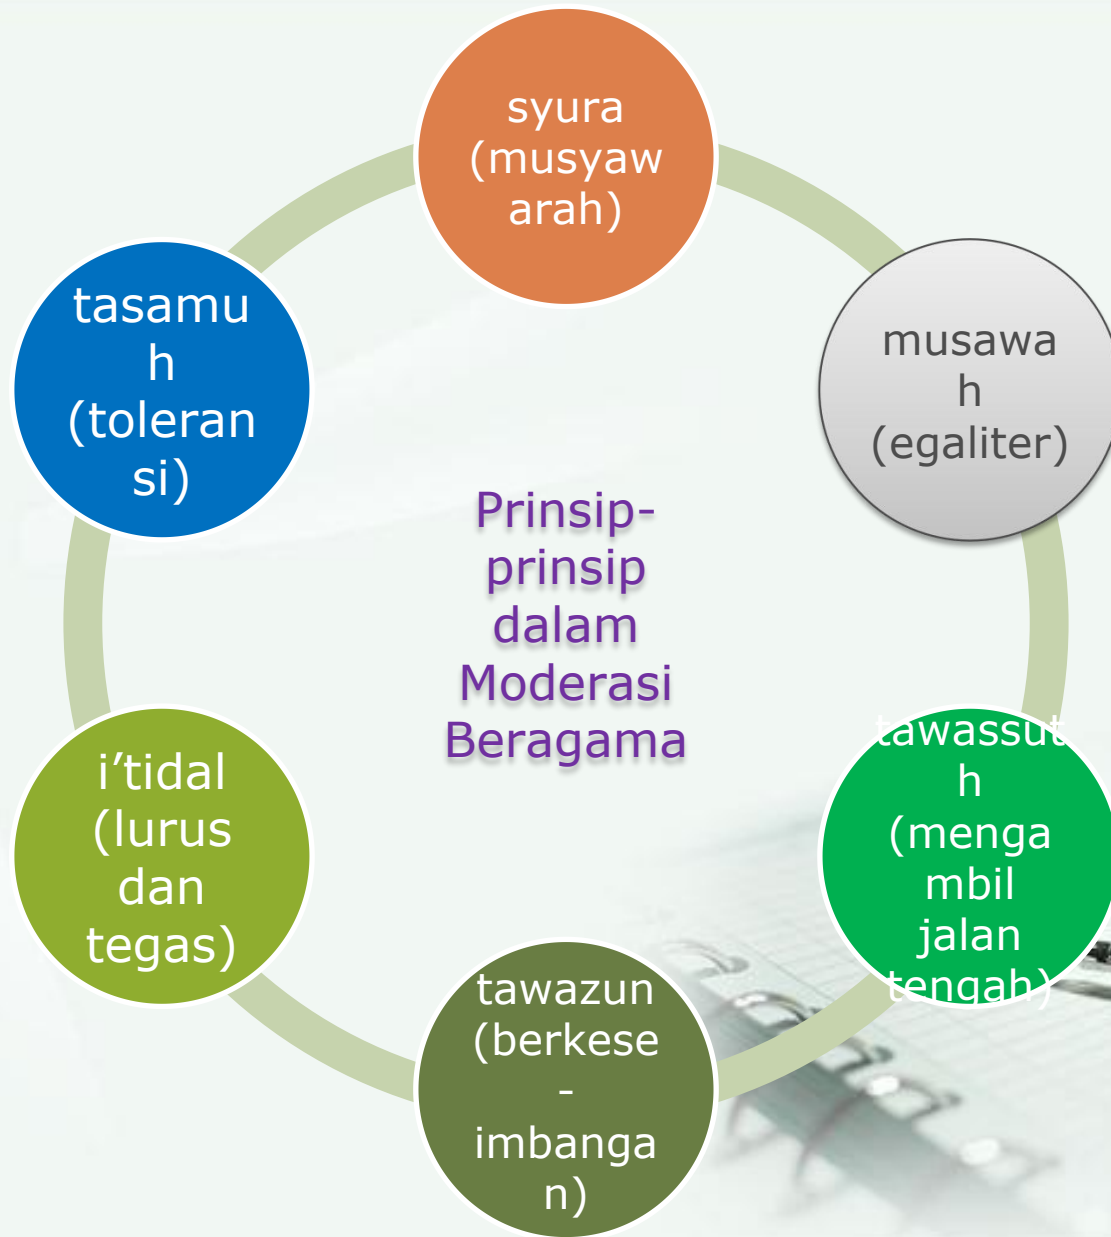 syura
(musyaw
arah)
musawa
h
(egaliter)
tawassut
h
(menga
mbil
jalan
tengah)
tawazun
(berkese
-
imbanga
n)
i’tidal
(lurus
dan
tegas)
tasamu
h
(toleran
si)
Prinsip-
prinsip
dalam
Moderasi
Beragama